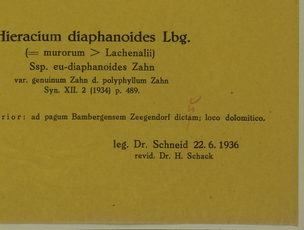 Hieracium diaphanoides Lbg.
(= murorum > Lachenalii)
Ssp. eu-diaphanoides Zahn
var. genuinum Zahn d. polyphyllum Zahn
Syn. XII. 2 (1934) p. 489.
rior: ad pagum Bambergensem Zeegendorf dictam; loco dolomitico.
leg. Dr. Schneid 22. 6. 1936
revid. Dr. H. Schack